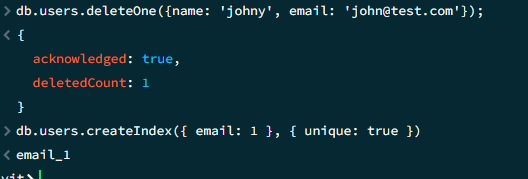 > db.users.deleteOne({name: 'johny', email: 'john@test.com'});
< {
acknowledged: true,
deletedCount: 1
}
> db.users.createIndex({ email: 1 }, { unique: true })
< email_1